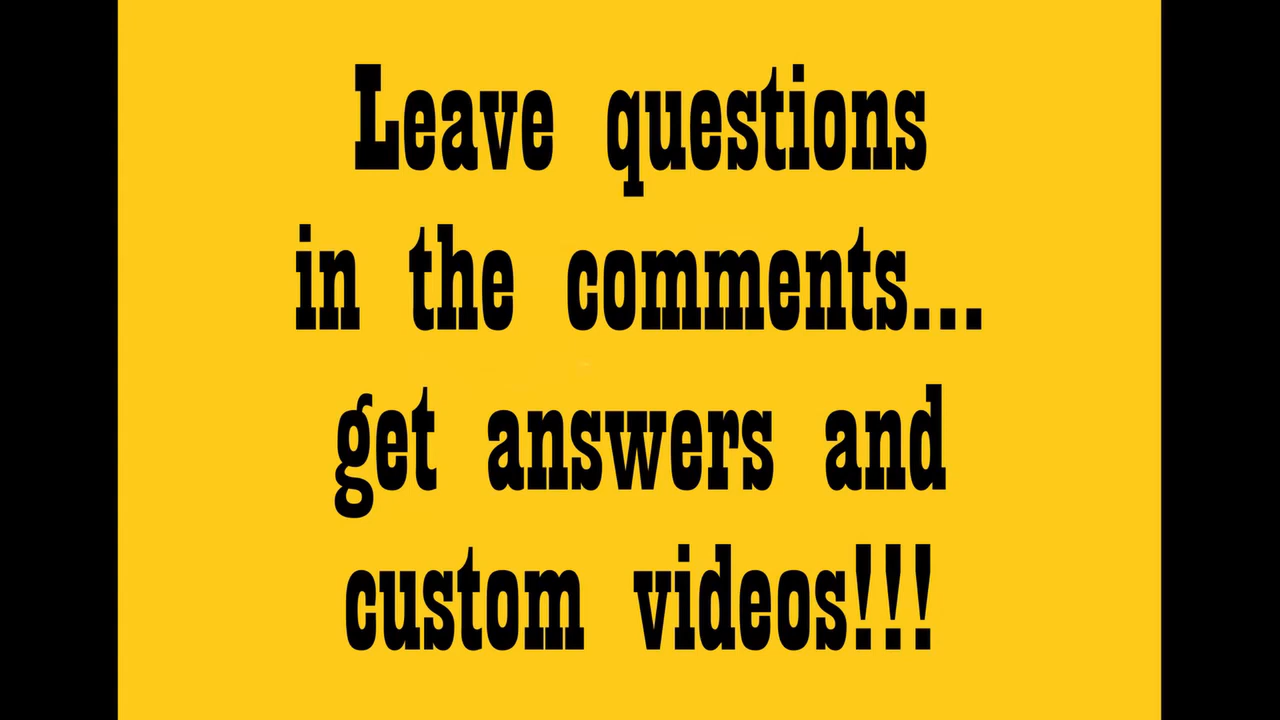 Leave questions
in the comments...
get answers and
custom videos!!!